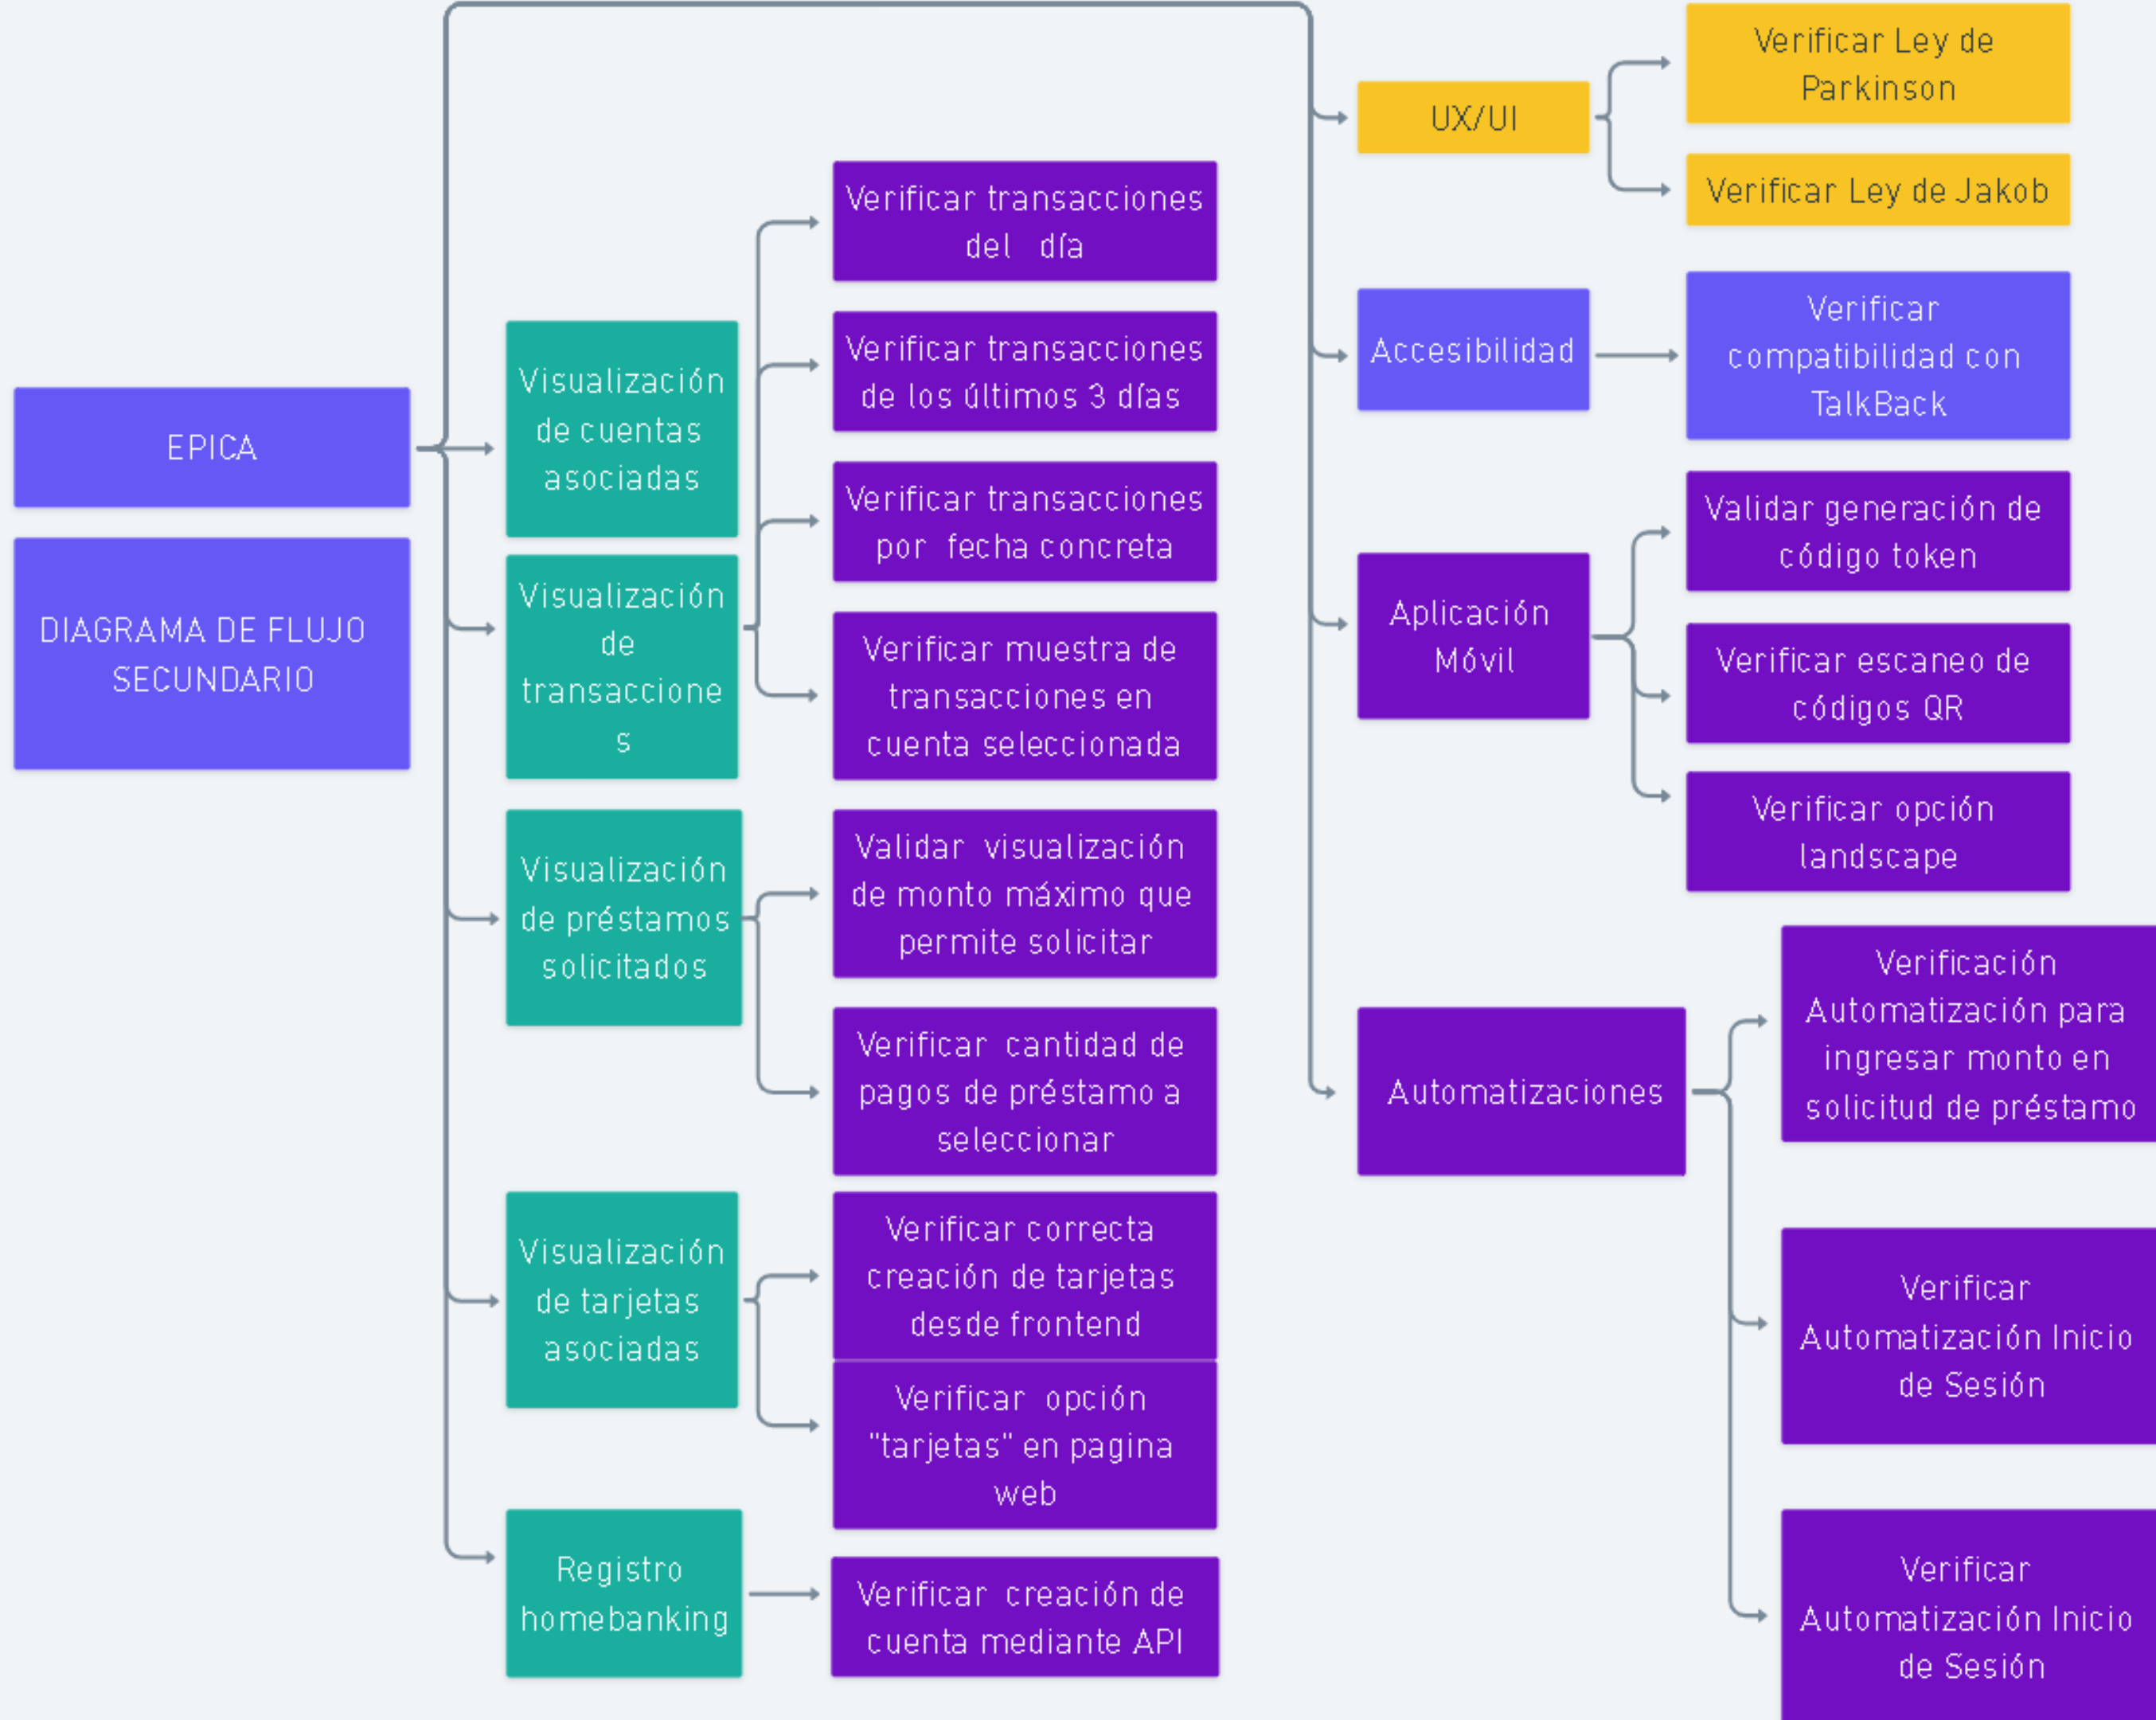 EPICA
DIAGRAMA DE FLUJO
SECUNDARIO
Visualización
de cuentas
asociadas
Visualización
de
transaccione
s
Verificar transacciones
del día
Verificar transacciones
de los últimos 3 días
Verificar transacciones
por fecha concreta
Verificar muestra de
transacciones en
cuenta seleccionada
Visualización
de préstamos
solicitados
Validar visualización
de monto máximo que
permite solicitar
Verificar cantidad de
pagos de préstamo a
seleccionar
Visualización
de tarjetas
asociadas
Verificar correcta
creación de tarjetas
desde frontend
Verificar opción
"tarjetas" en pagina
web
Registro
homebanking
Verificar creación de
cuenta mediante API
UX/UI
Verificar Ley de
Parkinson
Verificar Ley de Jakob
Accesibilidad
Verificar
compatibilidad con
TalkBack
Aplicación
Móvil
Validar generación de
código token
Verificar escaneo de
códigos QR
Verificar opción
landscape
Automatizaciones
Verificación
Automatización para
ingresar monto en
solicitud de préstamo
Verificar
Automatización Inicio
de Sesión
Verificar
Automatización Inicio
de Sesión